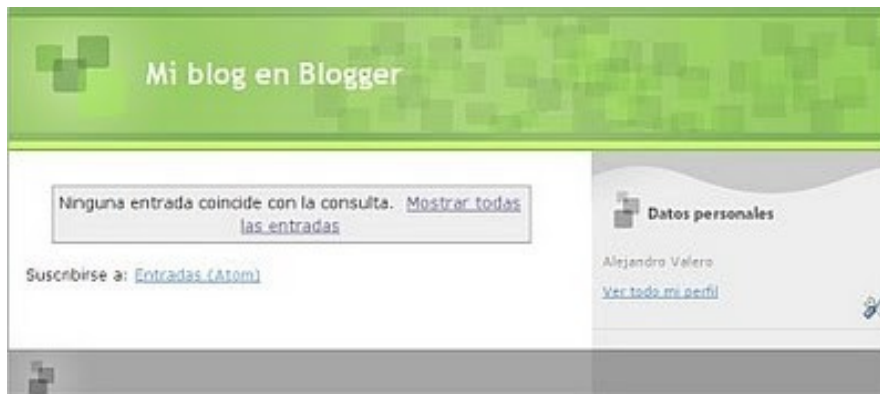 Mi blog en Blogger
Ninguna entrada coincide con la consulta. Mostrar todas
las entradas
Suscribirse a: Entradas (Atom)
Datos personales
Alejandro Valero
Ver todo mi perfil